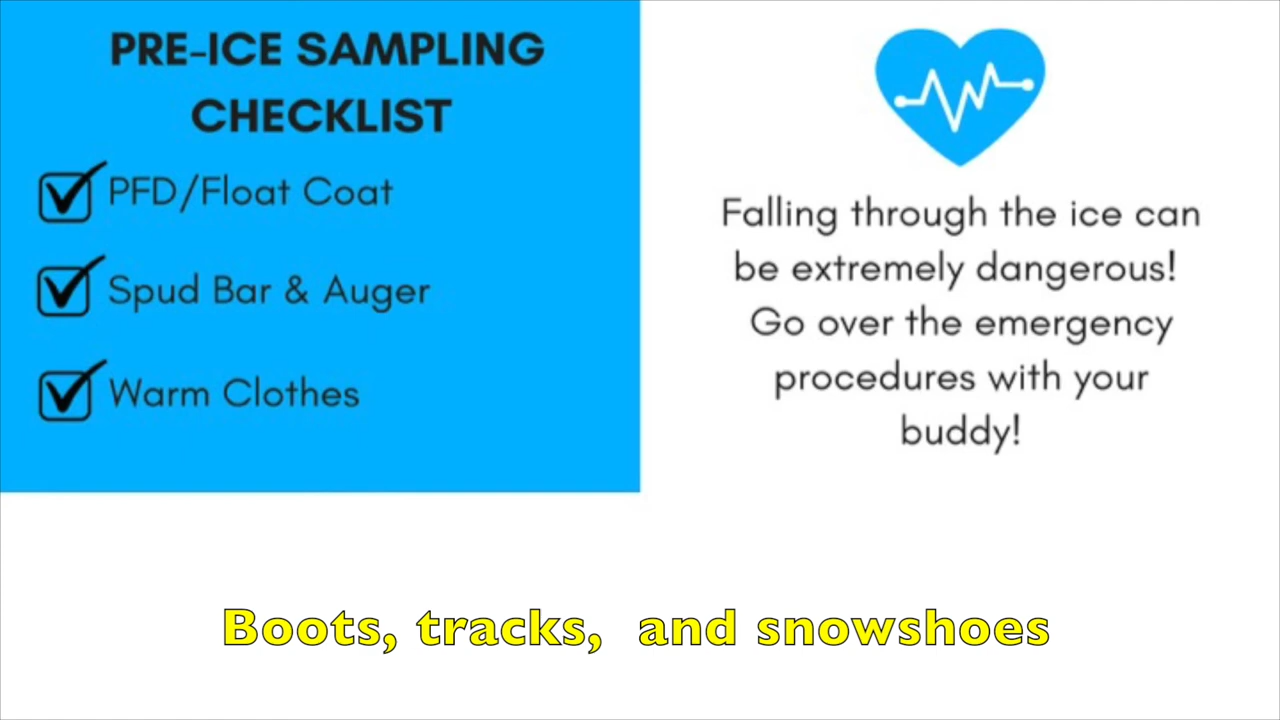 PRE-ICE SAMPLING
CHECKLIST
PFD/Float Coat
Spud Bar & Auger
Warm Clothes
Falling through the ice can
be extremely dangerous!
Go over the emergency
procedures with your
buddy!
Boots, tracks,  and snowshoes